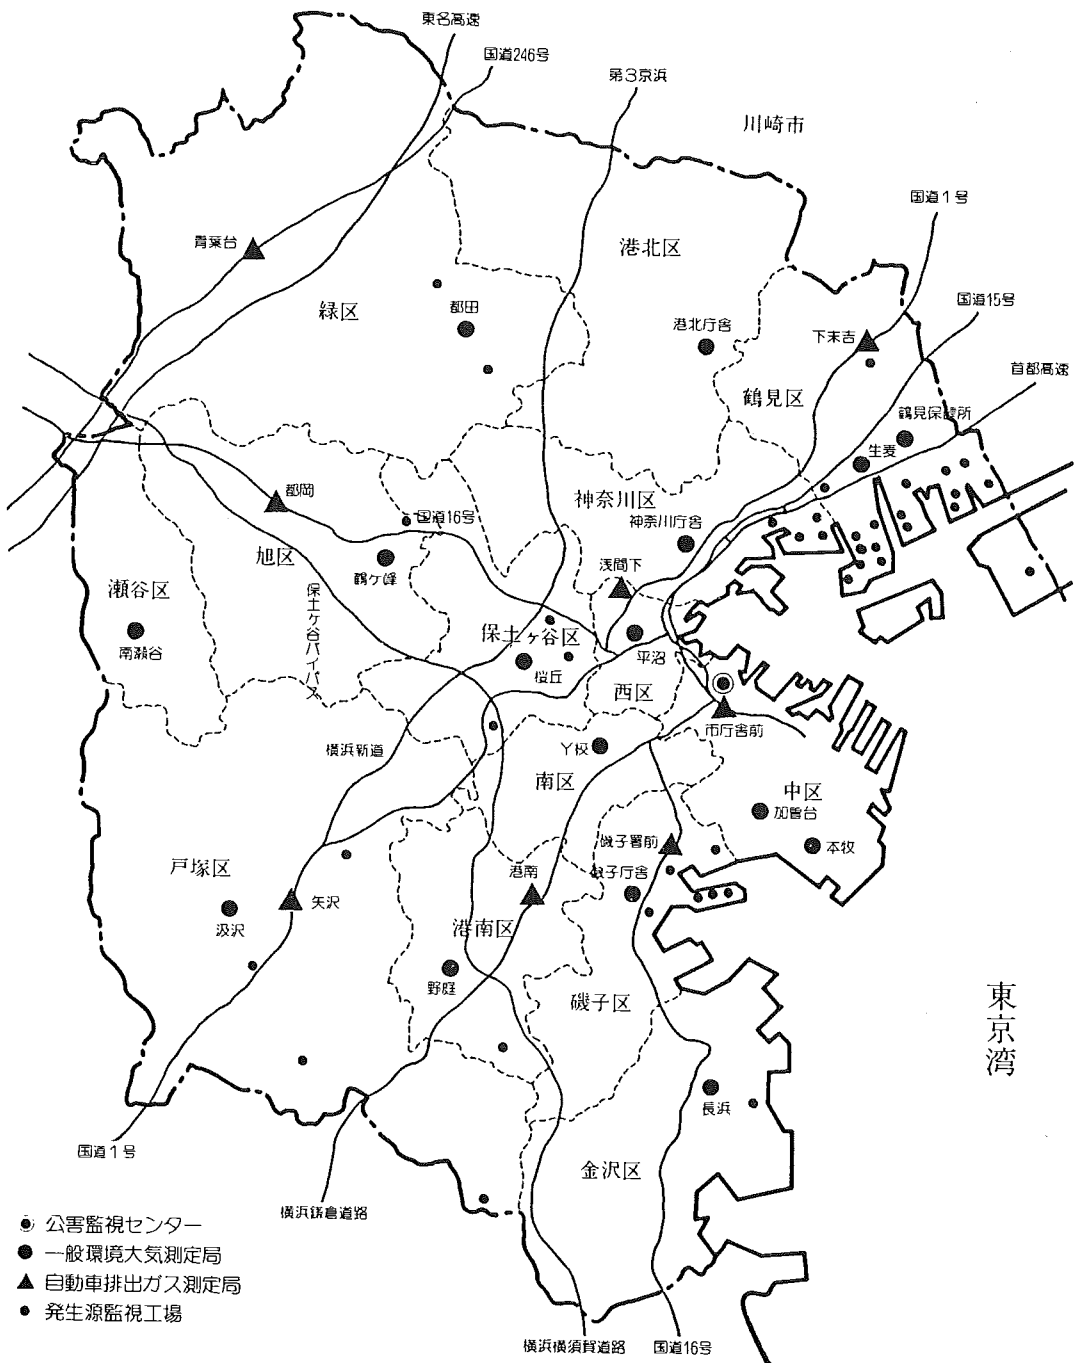 東名高速
国道246号
第3京浜
川崎市
国道1号
港北区
青葉台
緑区
都田
国道15号
港北庁舎
下末吉
首都高速
鶴見区
鶴見保健所
生麦
都岡
神奈川区
国道16号
神奈川庁舎
旭区
鶴ケ峰
浅間下
瀬谷区
保土ヶ谷バイパス
保土ヶ谷区
南瀬谷
平沼
桜丘
西区
市庁舎前
横浜新道
Y校
南区
中区
加曽台
磯子署前
本牧
戸塚区
港南
磯子庁舎
矢沢
汲沢
港南区
野庭
磯子区
東京湾
長浜
国道1号
金沢区
横浜鎌倉道路
公害監視センター
一般環境大気測定局
自動車排出ガス測定局
発生源監視工場
横浜横須賀道路
国道16号